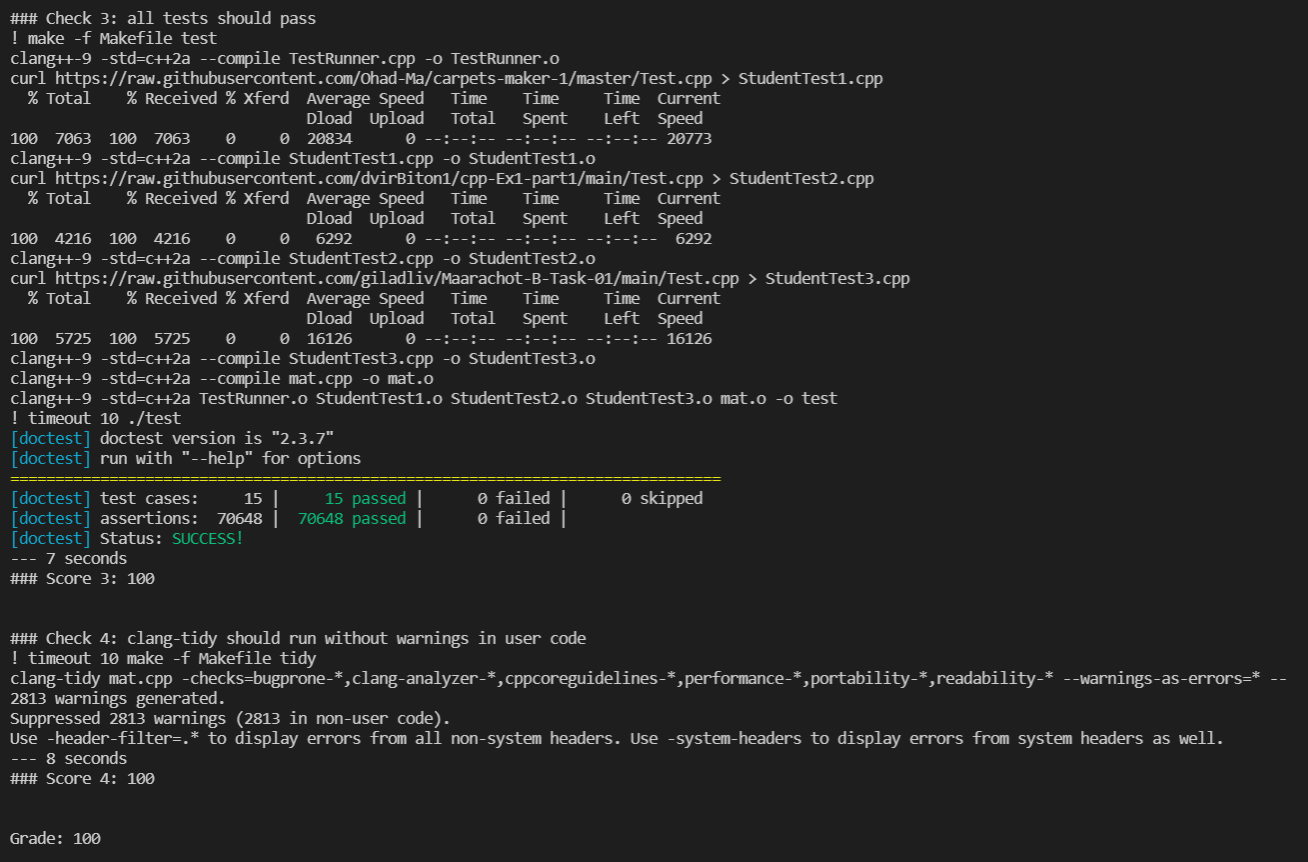 ### Check 3: all tests should pass
! make -f Makefile test
clang++-9 -std=c++2a --compile TestRunner.cpp -o TestRunner.o
curl https://raw.githubusercontent.com/Ohad-Ma/carpets-maker-1/master/Test.cpp > StudentTest1.cpp
  % Total    % Received % Xferd  Average Speed   Time    Time     Time  Current
                                 Dload  Upload   Total   Spent    Left  Speed
100  7063  100  7063    0     0  20834      0 --:--:-- --:--:-- --:--:-- 20773
clang++-9 -std=c++2a --compile StudentTest1.cpp -o StudentTest1.o
curl https://raw.githubusercontent.com/dvirBiton1/cpp-Ex1-part1/main/Test.cpp > StudentTest2.cpp
  % Total    % Received % Xferd  Average Speed   Time    Time     Time  Current
                                 Dload  Upload   Total   Spent    Left  Speed
100  4216  100  4216    0     0   6292      0 --:--:-- --:--:-- --:--:--  6292
clang++-9 -std=c++2a --compile StudentTest2.cpp -o StudentTest2.o
curl https://raw.githubusercontent.com/giladliv/Maarachot-B-Task-01/main/Test.cpp > StudentTest3.cpp
  % Total    % Received % Xferd  Average Speed   Time    Time     Time  Current
                                 Dload  Upload   Total   Spent    Left  Speed
100  5725  100  5725    0     0  16126      0 --:--:-- --:--:-- --:--:-- 16126
clang++-9 -std=c++2a --compile StudentTest3.cpp -o StudentTest3.o
clang++-9 -std=c++2a --compile mat.cpp -o mat.o
clang++-9 -std=c++2a TestRunner.o StudentTest1.o StudentTest2.o StudentTest3.o mat.o -o test
! timeout 10 ./test
[doctest] doctest version is "2.3.7"
[doctest] run with "--help" for options
===============================================================================
[doctest] test cases:     15 |     15 passed |      0 failed |      0 skipped
[doctest] assertions:  70648 |  70648 passed |      0 failed |
[doctest] Status: SUCCESS!
--- 7 seconds
### Score 3: 100
### Check 4: clang-tidy should run without warnings in user code
! timeout 10 make -f Makefile tidy
clang-tidy mat.cpp -checks=bugprone-*,clang-analyzer-*,cppcoreguidelines-*,performance-*,portability-*,readability-* --warnings-as-errors=* --
2813 warnings generated.
Suppressed 2813 warnings (2813 in non-user code).
Use -header-filter=.* to display errors from all non-system headers. Use -system-headers to display errors from system headers as well.
--- 8 seconds
### Score 4: 100
Grade: 100